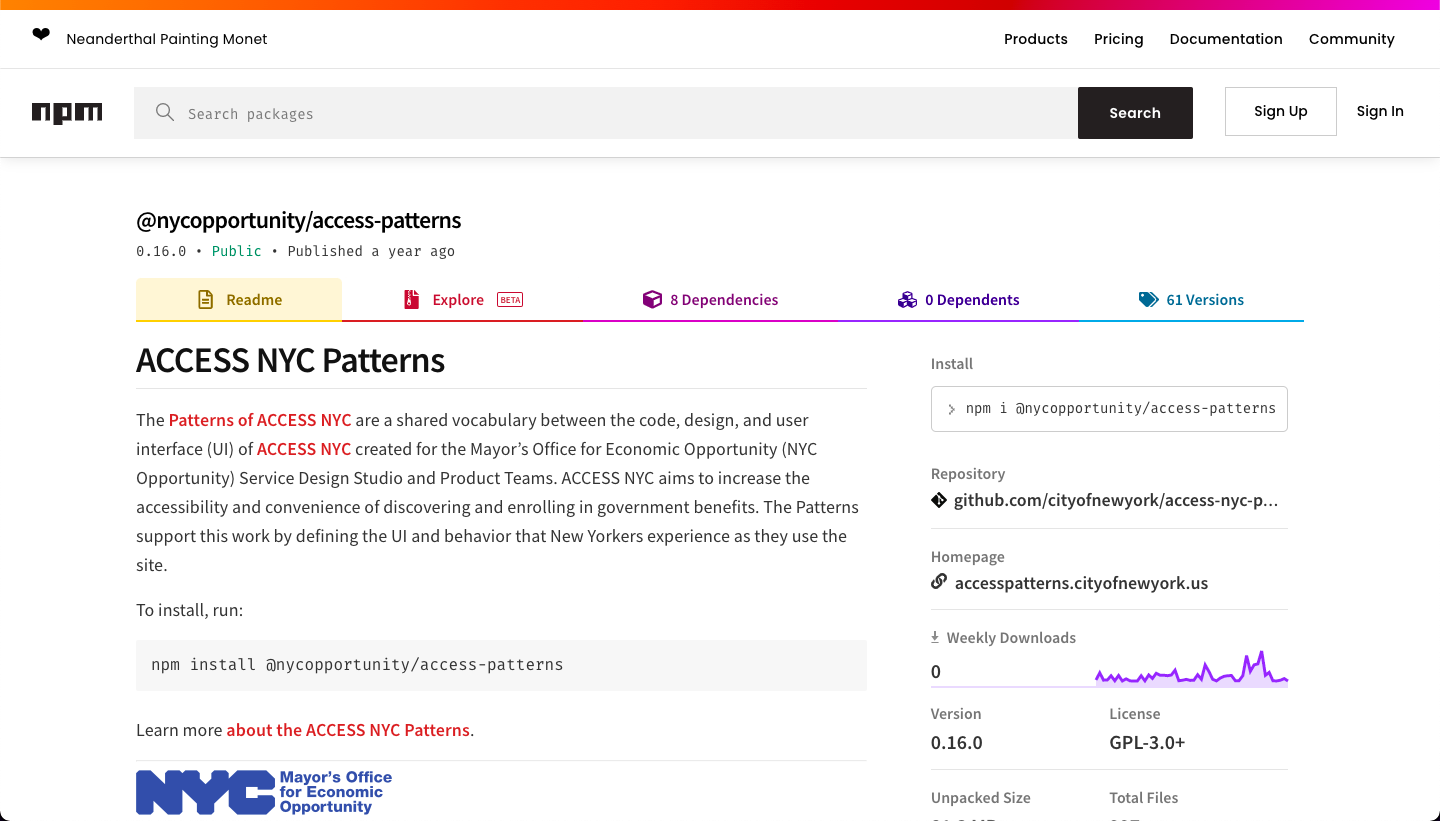 Neanderthal Painting Monet
Products
Pricing
Documentation
Community
npm
Search packages
Search
Sign Up
Sign In
@nycopportunity/access-patterns
0.16.0 • Public • Published a year ago
Readme
Explore BETA
8 Dependencies
0 Dependents
61 Versions
ACCESS NYC Patterns
The Patterns of ACCESS NYC are a shared vocabulary between the code, design, and user
interface (UI) of ACCESS NYC created for the Mayor’s Office for Economic Opportunity (NYC
Opportunity) Service Design Studio and Product Teams. ACCESS NYC aims to increase the
accessibility and convenience of discovering and enrolling in government benefits. The Patterns
support this work by defining the UI and behavior that New Yorkers experience as they use the
site.
To install, run:
npm install @nycopportunity/access-patterns
Learn more about the ACCESS NYC Patterns.
NYC
Mayor’s Office
for Economic
Opportunity
Install
npm i @nycopportunity/access-patterns
Repository
github.com/cityofnewyork/access-nyc-p…
Homepage
accesspatterns.cityofnewyork.us
Weekly Downloads
0
Version
0.16.0
License
GPL-3.0+
Unpacked Size
Total Files